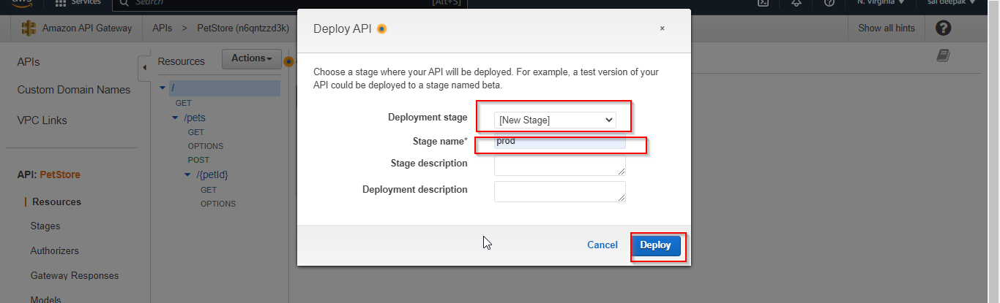 aws
Services
Search
[Alt+S]
N. Virginia
sai deepak
Amazon API Gateway
APIs > PetStore (n6qntzzd3k)
Show all hints
?
APIs
Custom Domain Names
VPC Links
API: PetStore
Resources
Stages
Authorizers
Gateway Responses
Models
Resources
Actions
/
GET
/pets
GET
OPTIONS
POST
/{petId}
GET
OPTIONS
Deploy API
×
Choose a stage where your API will be deployed. For example, a test version of your
API could be deployed to a stage named beta.
Deployment stage [New Stage]
Stage name* prod
Stage description
Deployment description
Cancel Deploy